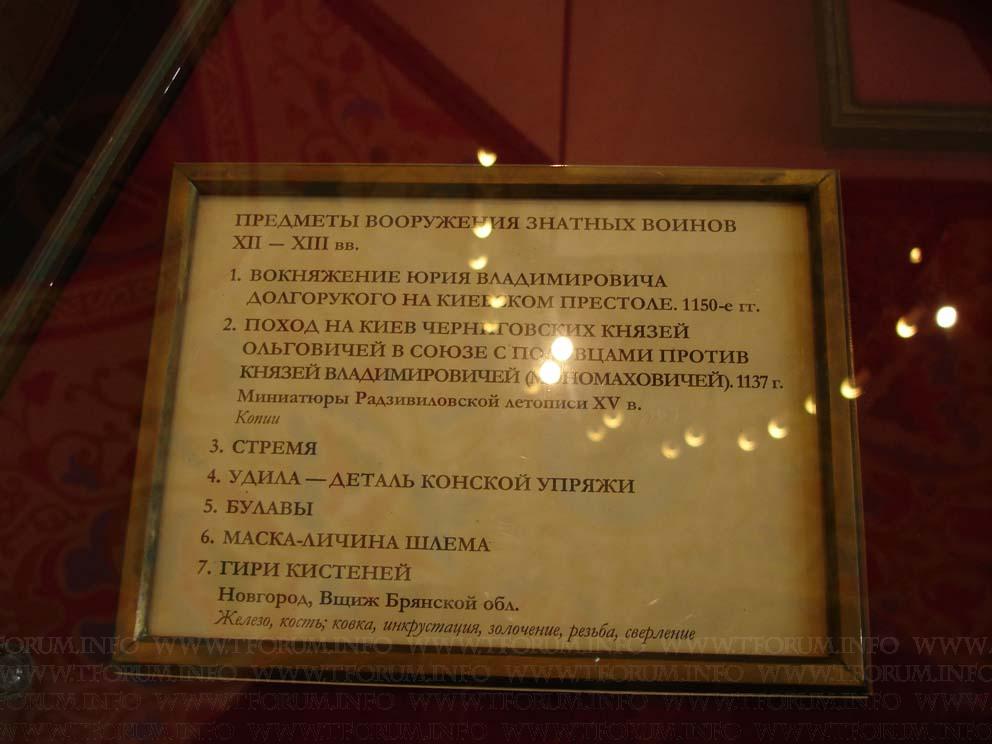 ПРЕДМЕТЫ ВООРУЖЕНИЯ ЗНАТНЫХ ВОИНОВ
XII — XIII вв.
1. ВОКНЯЖЕНИЕ ЮРИЯ ВЛАДИМИРОВИЧА
ДОЛГОРУКОГО НА КИЕВСКОМ ПРЕСТОЛЕ. 1150-е гг.
2. ПОХОД НА КИЕВ ЧЕРНИГОВСКИХ КНЯЗЕЙ
ОЛЬГОВИЧЕЙ В СОЮЗЕ С ПОЛОВЦАМИ ПРОТИВ
КНЯЗЕЙ ВЛАДИМИРОВИЧЕЙ (МОНОМАХОВИЧЕЙ). 1137 г.
Миниатюры Радзивиловской летописи XV в.
Копии
3. СТРЕМЯ
4. УДИЛА — ДЕТАЛЬ КОНСКОЙ УПРЯЖИ
5. БУЛАВЫ
6. МАСКА-ЛИЧИНА ШЛЕМА
7. ГИРИ КИСТЕНЕЙ
Новгород, Вщиж Брянской обл.
Железо, кость; ковка, инкрустация, золочение, резьба, сверление
WWW.TFORUM.INFO WWW.TFORUM.INFO WWW.TFORUM.INFO WWW.TFORUM.INFO